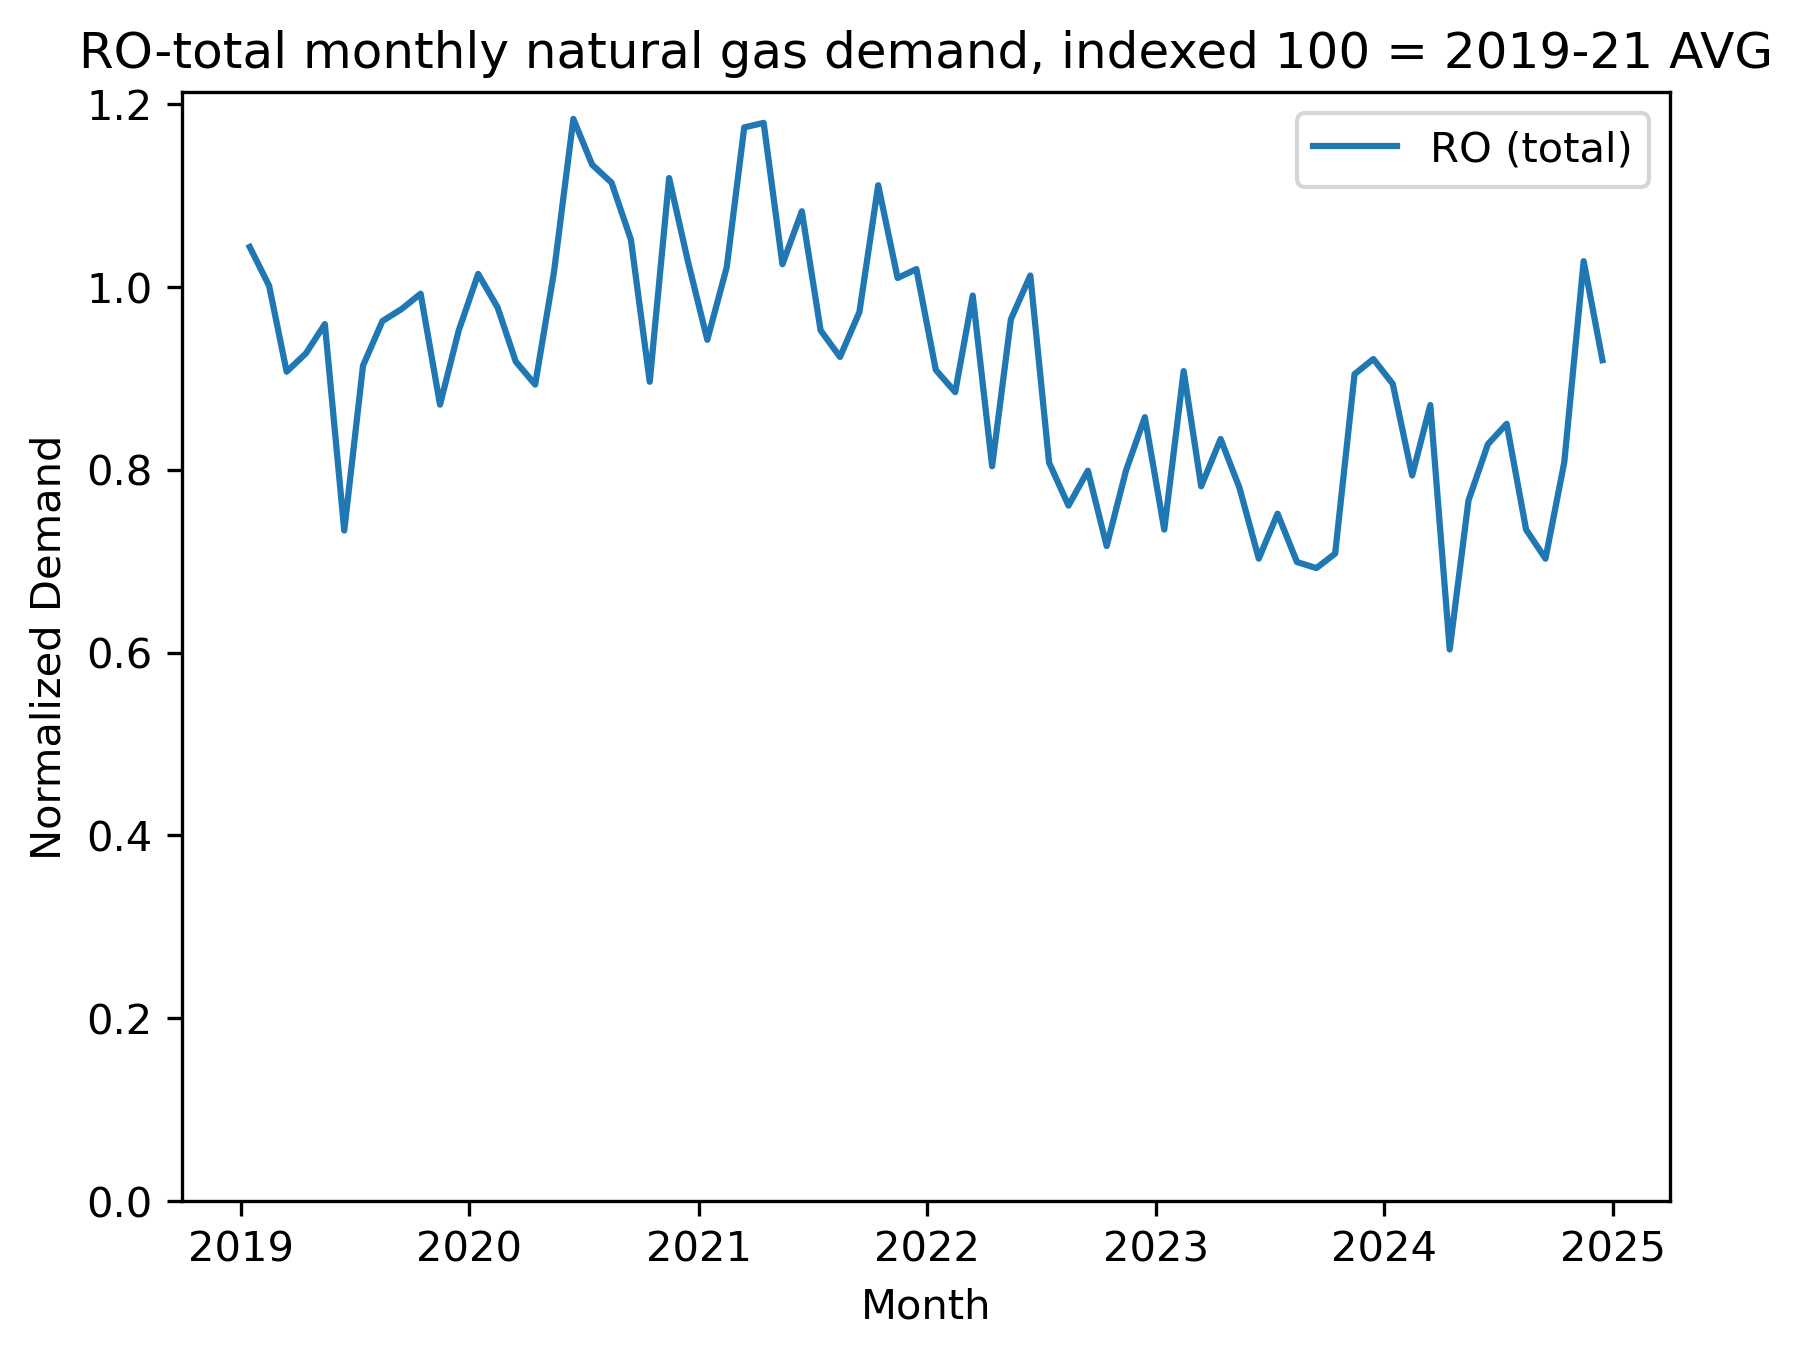 RO-total monthly natural gas demand, indexed 100 = 2019-21 AVG
RO (total)
Normalized Demand
1.2
1.0
0.8
0.6
0.4
0.2
0.0
2019 2020 2021 2022 2023 2024 2025
Month